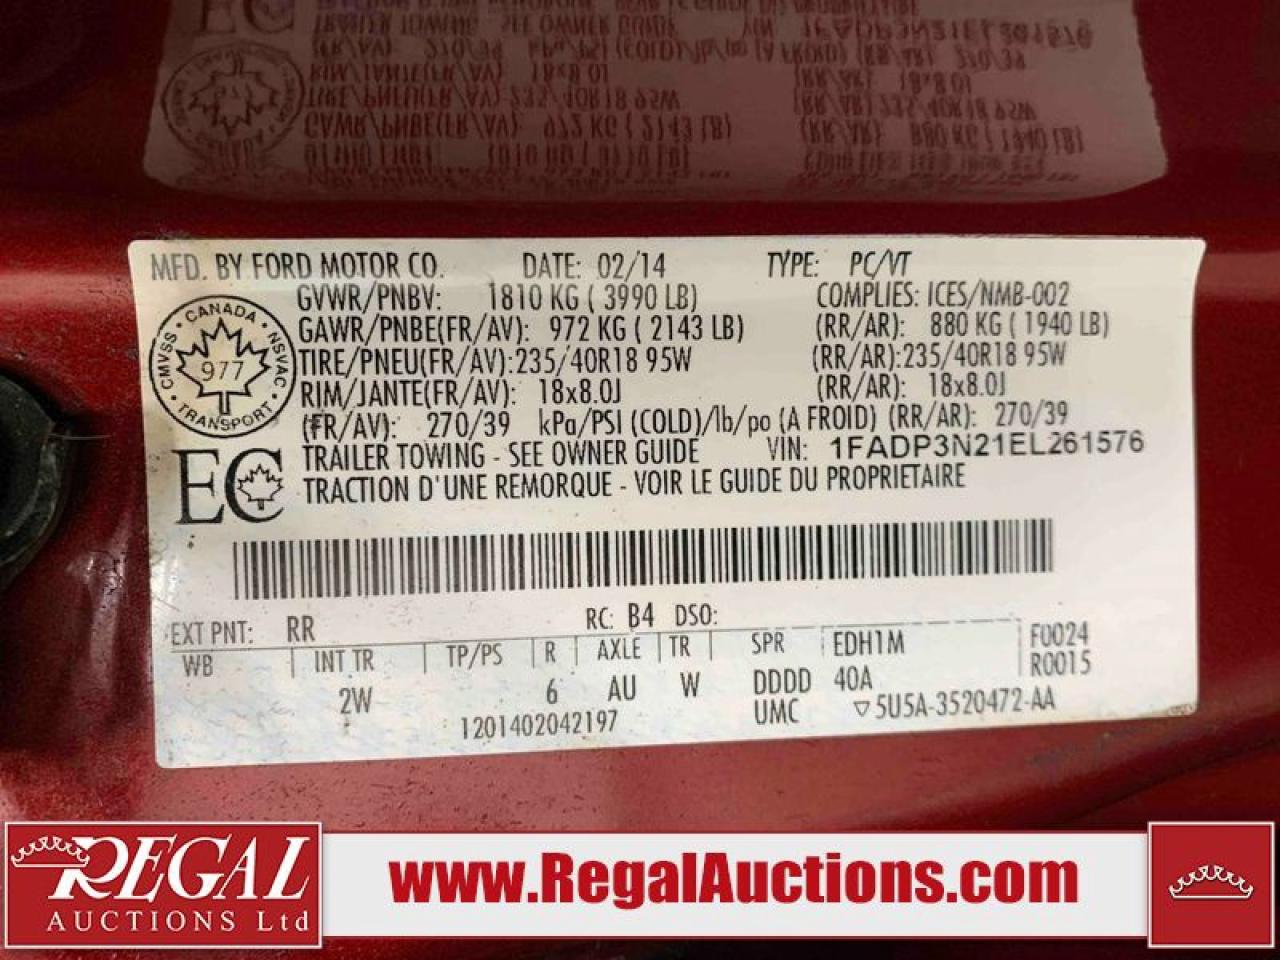 MFD. BY FORD MOTOR CO. DATE: 02/14 TYPE: PC/VT
GVWR/PNBV: 1810 KG ( 3990 LB) COMPLIES: ICES/NMB-002
GAWR/PNBE(FR/AV): 972 KG ( 2143 LB) (RR/AR): 880 KG ( 1940 LB)
TIRE/PNEU(FR/AV): 235/40R18 95W (RR/AR): 235/40R18 95W
RIM/JANTE(FR/AV): 18x8.0J (RR/AR): 18x8.0J
(FR/AV): 270/39 kPa/PSI (COLD)/lb/po (A FROID) (RR/AR): 270/39
TRAILER TOWING - SEE OWNER GUIDE VIN: 1FADP3N21EL261576
TRACTION D'UNE REMORQUE - VOIR LE GUIDE DU PROPRIETAIRE
CANADA
CMVSS NSVAC
977
TRANSPORT
EC
EXT PNT: RR RC: B4 DSO:
WB INT TR TP/PS R AXLE TR SPR EDH1M F0024
2W 6 AU W DDDD 40A R0015
1201402042197 UMC ▽5U5A-3520472-AA
REGAL
AUCTIONS Ltd
www.RegalAuctions.com